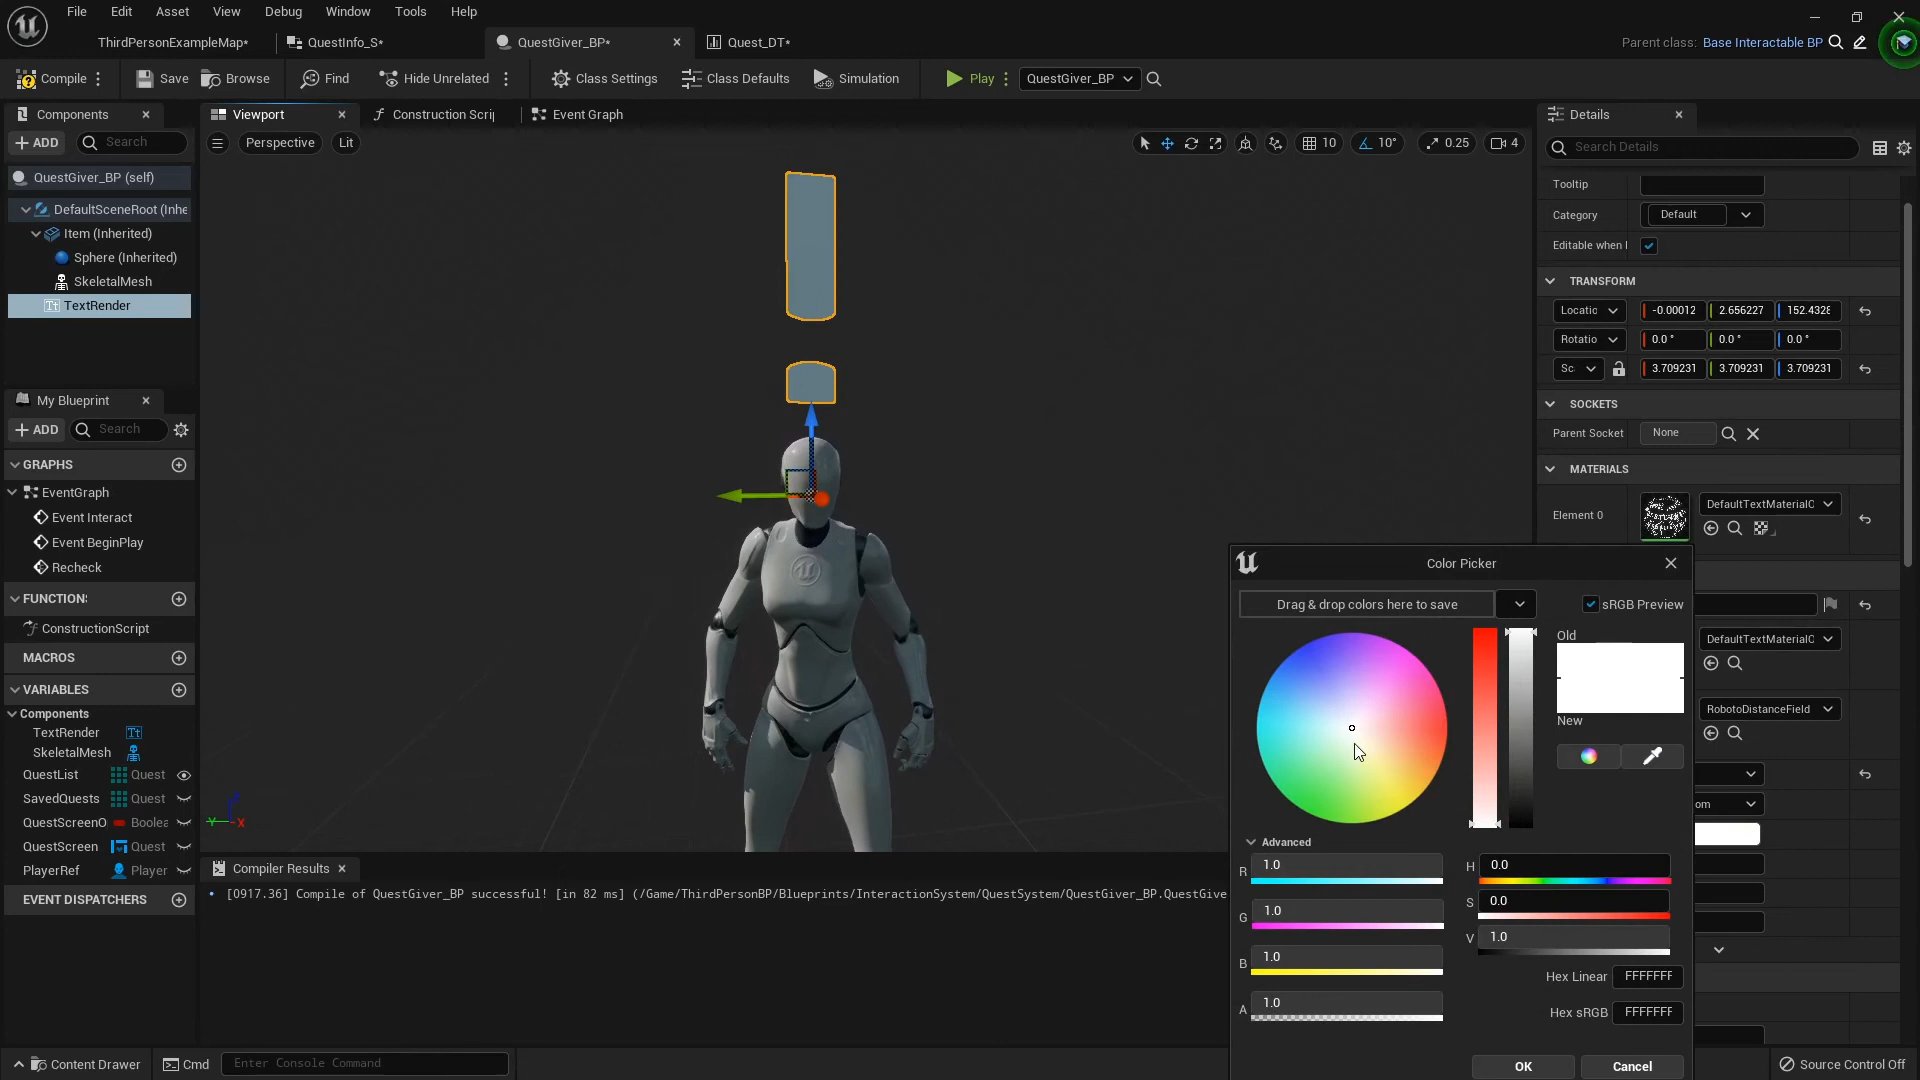 File Edit Asset View Debug Window Tools Help
ThirdPersonExampleMap* QuestInfo_S* QuestGiver_BP* Quest_DT* Parent class: Base Interactable BP
Compile Save Browse Find Hide Unrelated Class Settings Class Defaults Simulation Play QuestGiver_BP
Components Viewport Construction Scrip Event Graph Details
ADD Search Perspective Lit 10 10° 0.25 4 Search Details
QuestGiver_BP (self)
DefaultSceneRoot (Inhe
Item (Inherited)
Sphere (Inherited)
SkeletalMesh
TextRender
Tooltip
Category Default
Editable when I
TRANSFORM
Locatio -0.00012 2.656227 152.4328
Rotatio 0.0 ° 0.0 ° 0.0 °
Sc 3.709231 3.709231 3.709231
SOCKETS
Parent Socket None
MATERIALS
Element 0 DefaultTextMaterialO
My Blueprint
ADD Search
GRAPHS
EventGraph
Event Interact
Event BeginPlay
Recheck
FUNCTION
ConstructionScript
MACROS
VARIABLES
Components
TextRender
SkeletalMesh
QuestList Quest
SavedQuests Quest
QuestScreenO Boolea
QuestScreen Quest
PlayerRef Player
EVENT DISPATCHERS
Color Picker
Drag & drop colors here to save sRGB Preview
Old
New
DefaultTextMaterialO
RobotoDistanceField
om
Advanced
R 1.0 H 0.0
G 1.0 S 0.0
B 1.0 V 1.0
A 1.0
Hex Linear FFFFFFF
Hex sRGB FFFFFFF
OK Cancel
Compiler Results
[0917.36] Compile of QuestGiver_BP successful! [in 82 ms] (/Game/ThirdPersonBP/Blueprints/InteractionSystem/QuestSystem/QuestGiver_BP.QuestGive
Content Drawer Cmd Enter Console Command Source Control Off